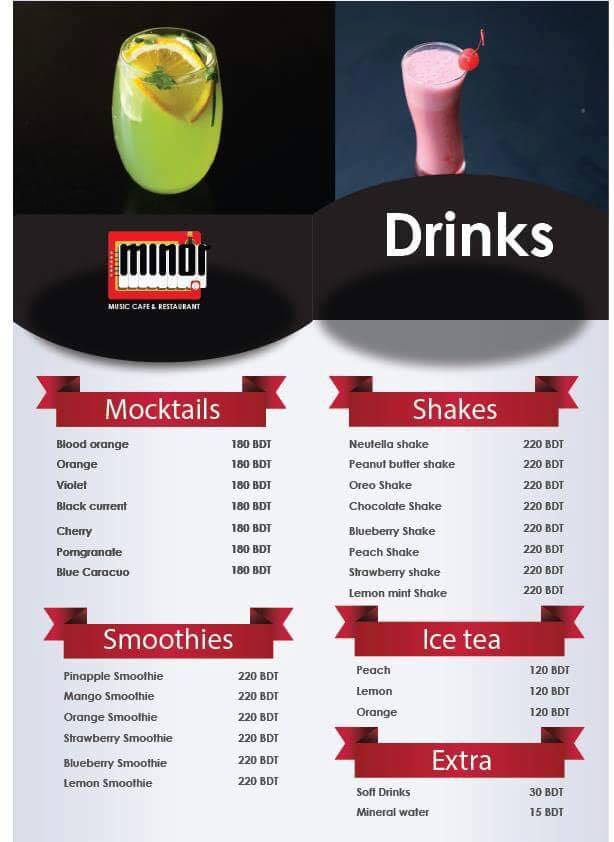 minor
MUSIC CAFE & RESTAURANT
Drinks
Mocktails
Blood orange 180 BDT
Orange 180 BDT
Violet 180 BDT
Black current 180 BDT
Cherry 180 BDT
Pomgranate 180 BDT
Blue Caracuo 180 BDT
Shakes
Neutella shake 220 BDT
Peanut butter shake 220 BDT
Oreo Shake 220 BDT
Chocolate Shake 220 BDT
Blueberry Shake 220 BDT
Peach Shake 220 BDT
Strawberry shake 220 BDT
Lemon mint Shake 220 BDT
Smoothies
Pinapple Smoothie 220 BDT
Mango Smoothie 220 BDT
Orange Smoothie 220 BDT
Strawberry Smoothie 220 BDT
Blueberry Smoothie 220 BDT
Lemon Smoothie 220 BDT
Ice tea
Peach 120 BDT
Lemon 120 BDT
Orange 120 BDT
Extra
Soft Drinks 30 BDT
Mineral water 15 BDT